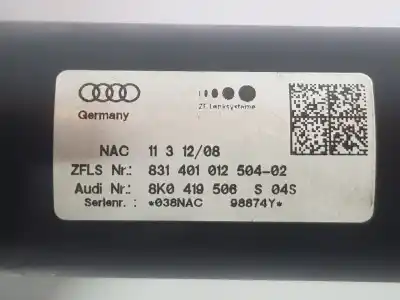 ZF Lenksysteme
Germany
NAC 11 3 12/08
ZFLS Nr.: 831 401 012 504-02
Audi Nr.: 8K0 419 506 S 04S
Seriennr.: *038NAC 98874Y*